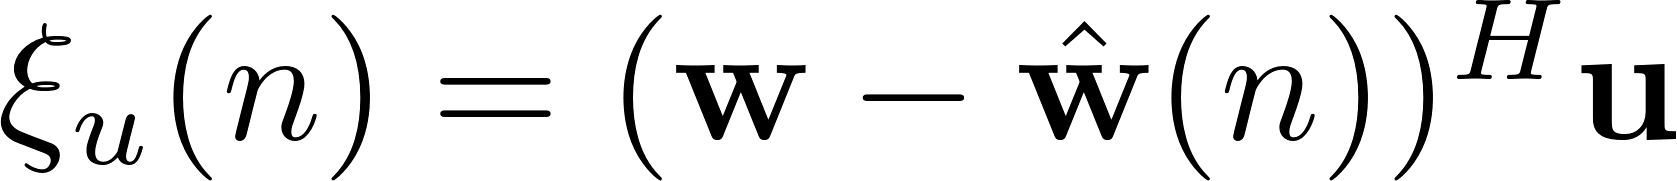 ξ_u(n) = (𝐰 − 𝐰̂(n))^H 𝐮